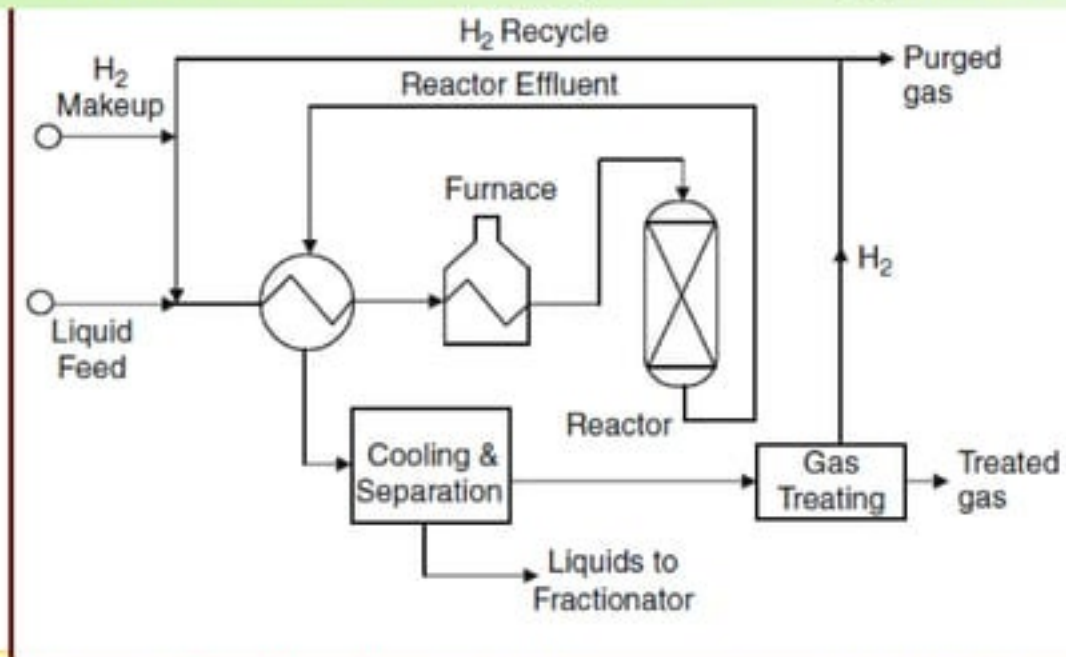 H₂ Recycle
H₂
Makeup
Purged
gas
Reactor Effluent
Furnace
H₂
Liquid
Feed
Reactor
Cooling &
Separation
Gas
Treating
Treated
gas
Liquids to
Fractionator